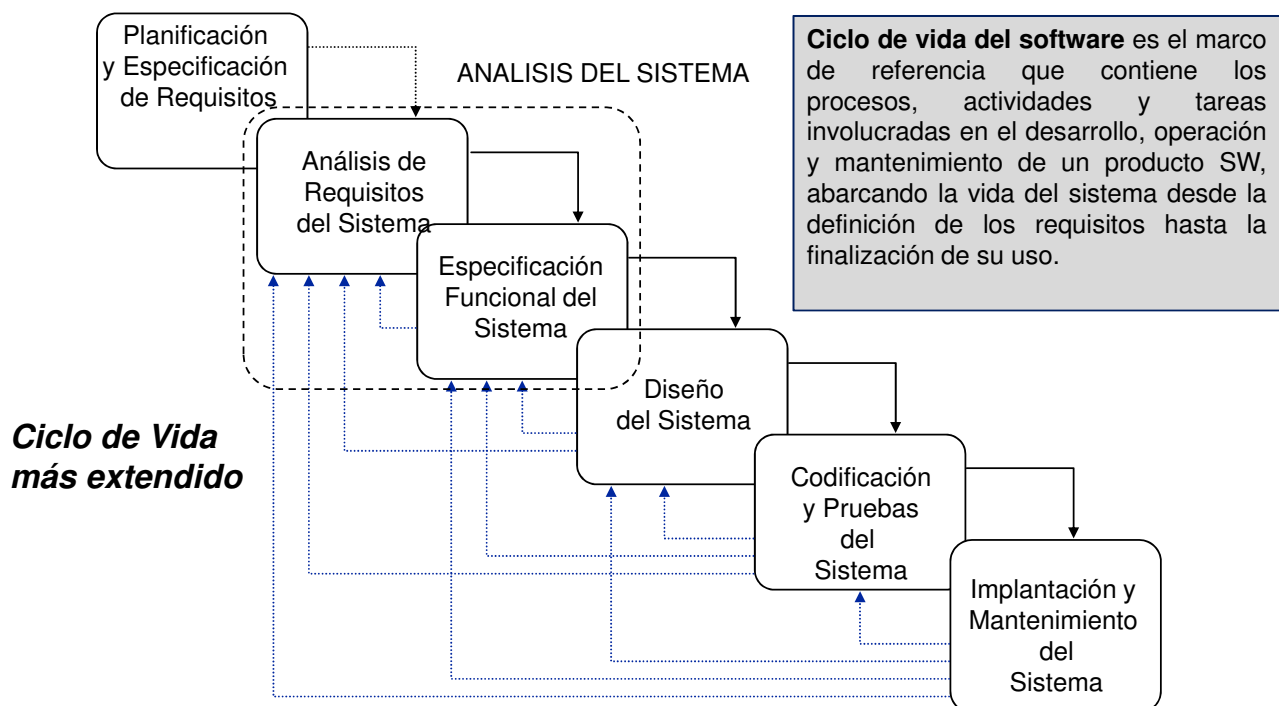 Planificación
y Especificación
de Requisitos
ANALISIS DEL SISTEMA
Ciclo de vida del software es el marco
de referencia que contiene los
procesos, actividades y tareas
involucradas en el desarrollo, operación
y mantenimiento de un producto SW,
abarcando la vida del sistema desde la
definición de los requisitos hasta la
finalización de su uso.
Análisis de
Requisitos
del Sistema
Especificación
Funcional del
Sistema
Diseño
del Sistema
Ciclo de Vida
más extendido
Codificación
y Pruebas
del
Sistema
Implantación y
Mantenimiento
del
Sistema